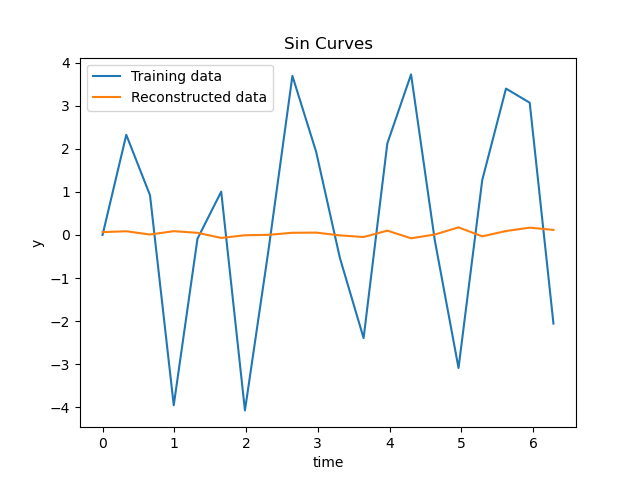 Sin Curves
Training data
Reconstructed data
4
3
2
1
0
−1
−2
−3
−4
y
0 1 2 3 4 5 6
time